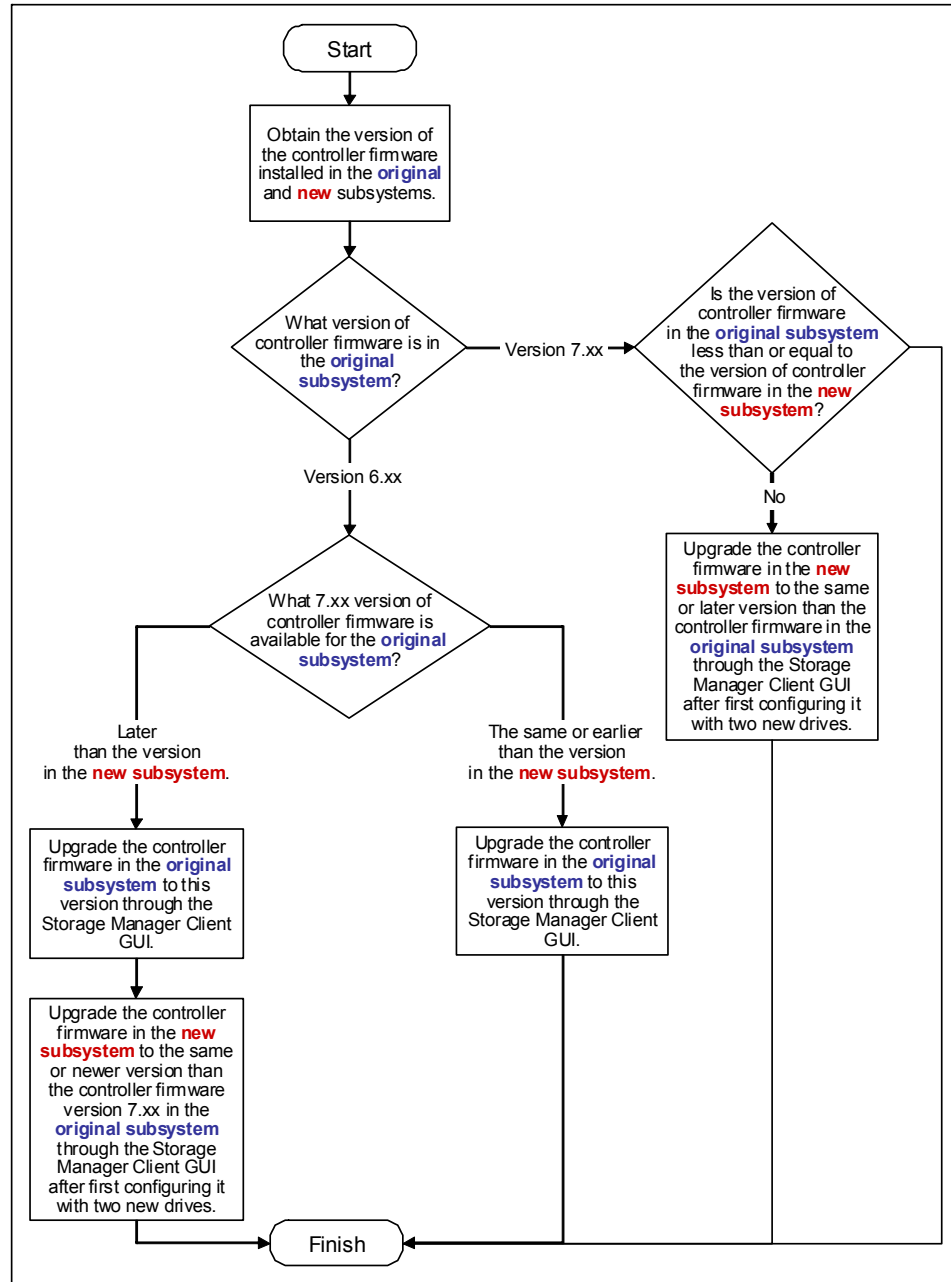 Start
Obtain the version of
the controller firmware
installed in the original
and new subsystems.
What version of
controller firmware is in
the original
subsystem?
Version 7.xx
Is the version of
controller firmware
in the original subsystem
less than or equal to
the version of controller
firmware in the new
subsystem?
Version 6.xx
No
Upgrade the controller
firmware in the new
subsystem to the same
or later version than the
controller firmware in the
original subsystem
through the Storage
Manager Client GUI
after first configuring it
with two new drives.
What 7.xx version of
controller firmware is
available for the original
subsystem?
Later
than the version
in the new subsystem.
The same or earlier
than the version
in the new subsystem.
Upgrade the controller
firmware in the original
subsystem to this
version through the
Storage Manager Client
GUI.
Upgrade the controller
firmware in the original
subsystem to this
version through the
Storage Manager Client
GUI.
Upgrade the controller
firmware in the new
subsystem to the same
or newer version than
the controller firmware
version 7.xx in the
original subsystem
through the Storage
Manager Client GUI
after first configuring it
with two new drives.
Finish